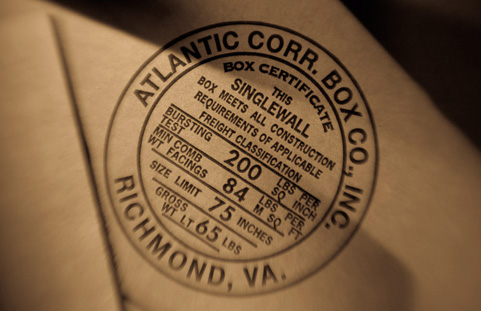 ATLANTIC CORR. BOX CO., INC.
BOX CERTIFICATE
THIS
SINGLEWALL
BOX MEETS ALL CONSTRUCTION
REQUIREMENTS OF APPLICABLE
FREIGHT CLASSIFICATION
BURSTING TEST 200 LBS PER SQ INCH
MIN COMB WT FACINGS 84 LBS PER M SQ FT
SIZE LIMIT 75 INCHES
GROSS WT LT 65 LBS
RICHMOND, VA.